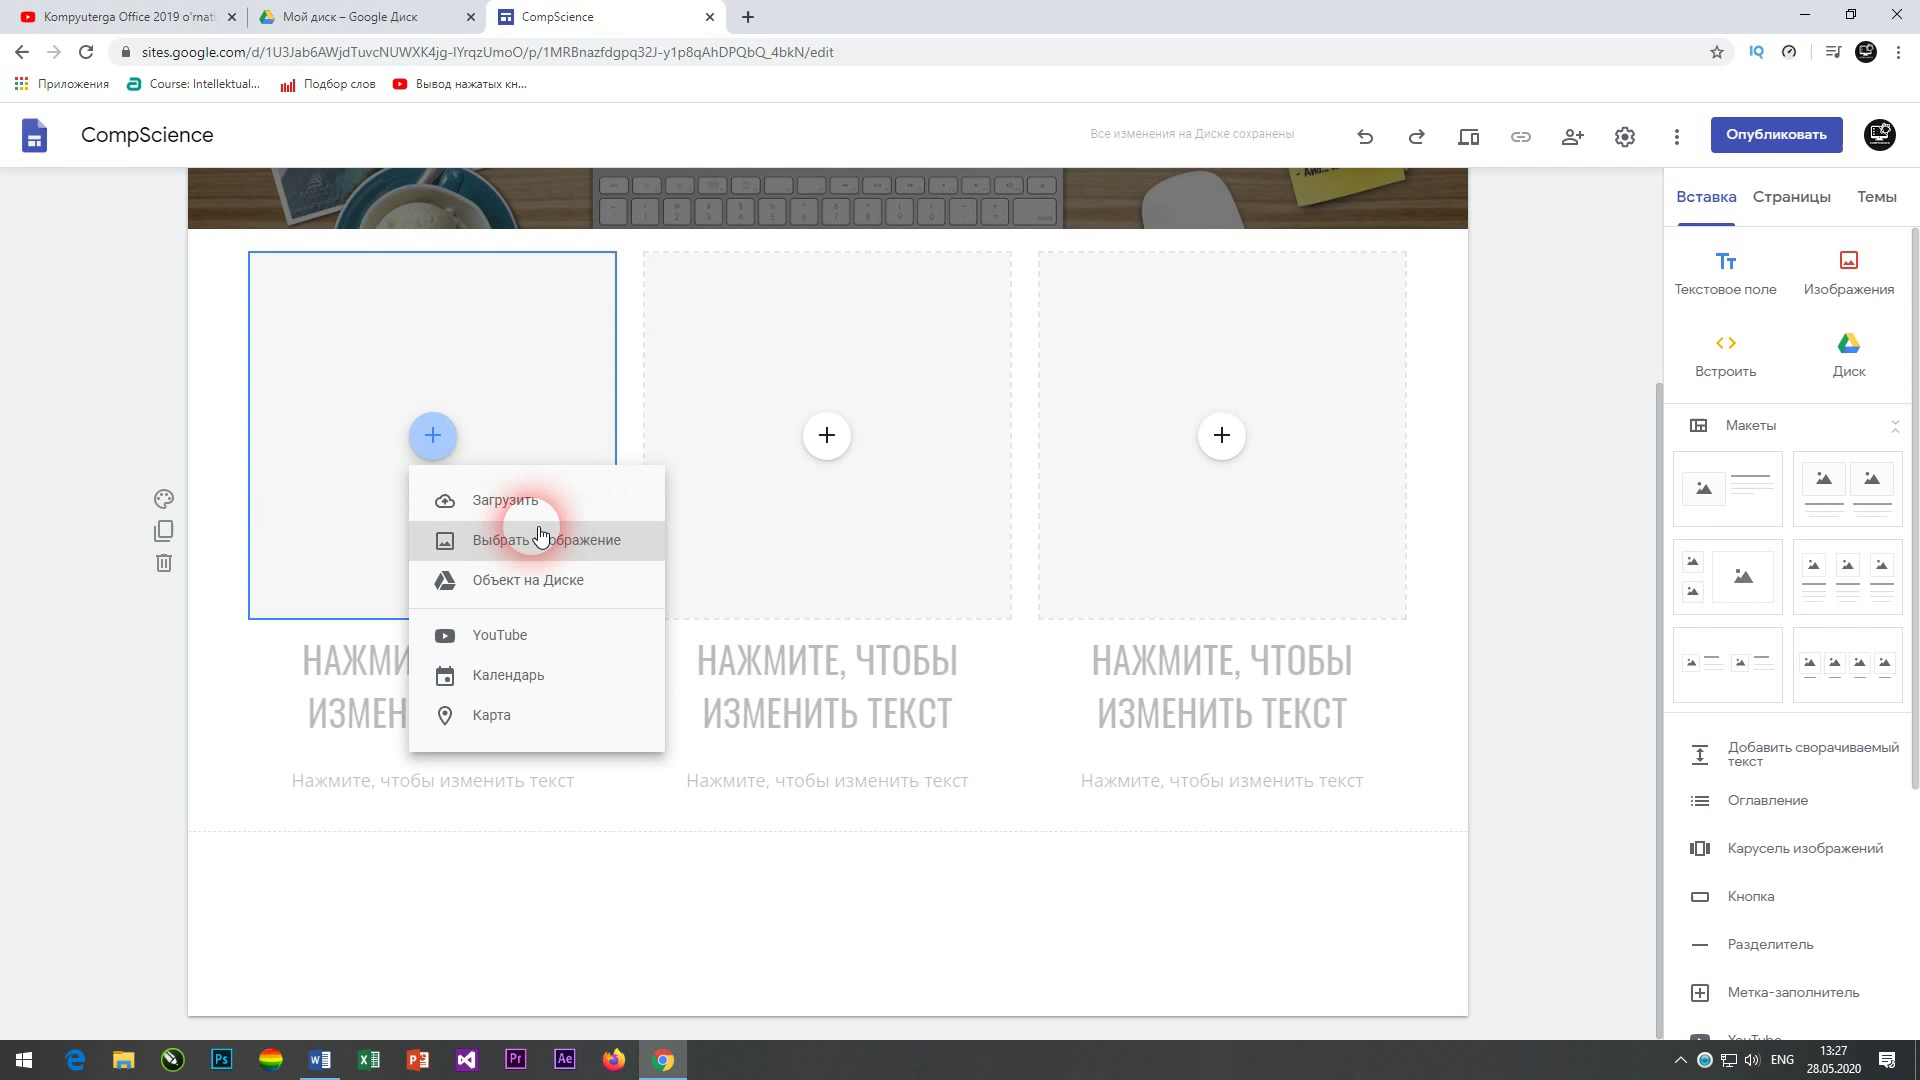 Kompyuterga Office 2019 o'rnati
Мой диск – Google Диск
CompScience
sites.google.com/d/1U3Jab6AWjdTuvcNUWXK4jg-IYrqzUmoO/p/1MRBnazfdgpq32J-y1p8qAhDPQbQ_4bkN/edit
Приложения
Course: Intellektual...
Подбор слов
Вывод нажатых кн...
CompScience
Все изменения на Диске сохранены
Опубликовать
Вставка
Страницы
Темы
Текстовое поле
Изображения
Встроить
Диск
Макеты
Загрузить
Выбрать
Объект на Диске
YouTube
Календарь
Карта
НАЖМИ
ИЗМЕН
НАЖМИТЕ, ЧТОБЫ
ИЗМЕНИТЬ ТЕКСТ
НАЖМИТЕ, ЧТОБЫ
ИЗМЕНИТЬ ТЕКСТ
Нажмите, чтобы изменить текст
Нажмите, чтобы изменить текст
Нажмите, чтобы изменить текст
Добавить сворачиваемый
текст
Оглавление
Карусель изображений
Кнопка
Разделитель
Метка-заполнитель
YouTube
ENG
13:27
28.05.2020